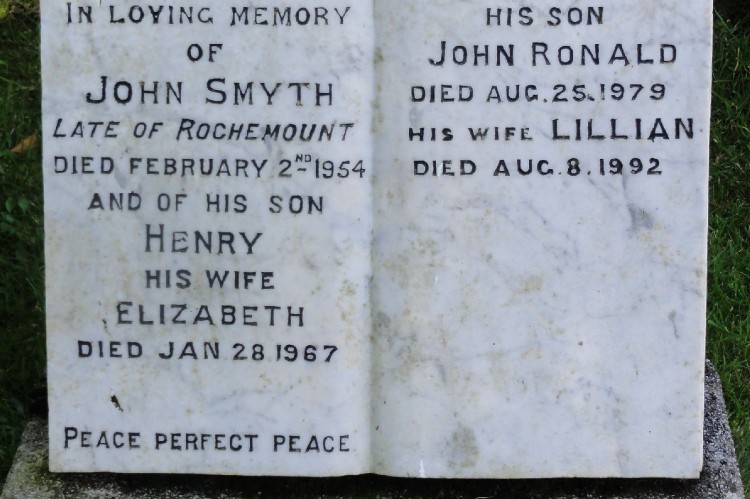 IN LOVING MEMORY
OF
JOHN SMYTH
LATE OF ROCHEMOUNT
DIED FEBRUARY 2ND 1954
AND OF HIS SON
HENRY
HIS WIFE
ELIZABETH
DIED JAN 28 1967
PEACE PERFECT PEACE
HIS SON
JOHN RONALD
DIED AUG. 25. 1979
HIS WIFE LILLIAN
DIED AUG. 8. 1992